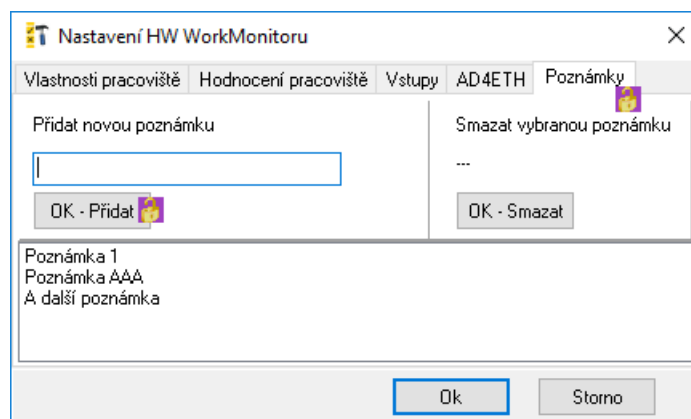 Nastavení HW WorkMonitoru
Vlastnosti pracoviště Hodnocení pracoviště Vstupy AD4ETH Poznámky
Přidat novou poznámku
OK - Přidat
Smazat vybranou poznámku
---
OK - Smazat
Poznámka 1
Poznámka AAA
A další poznámka
Ok Storno